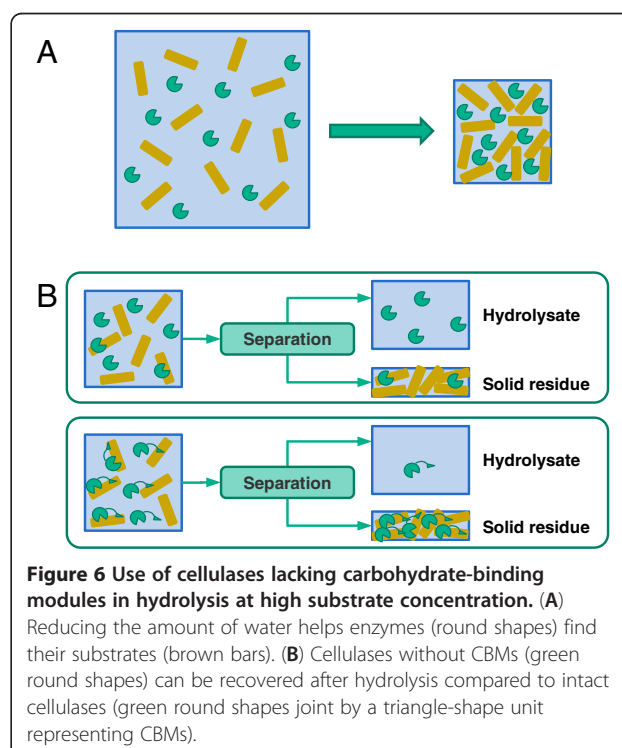 A
B
Separation
Hydrolysate
Solid residue
Separation
Hydrolysate
Solid residue
Figure 6 Use of cellulases lacking carbohydrate-binding
modules in hydrolysis at high substrate concentration. (A)
Reducing the amount of water helps enzymes (round shapes) find
their substrates (brown bars). (B) Cellulases without CBMs (green
round shapes) can be recovered after hydrolysis compared to intact
cellulases (green round shapes joint by a triangle-shape unit
representing CBMs).